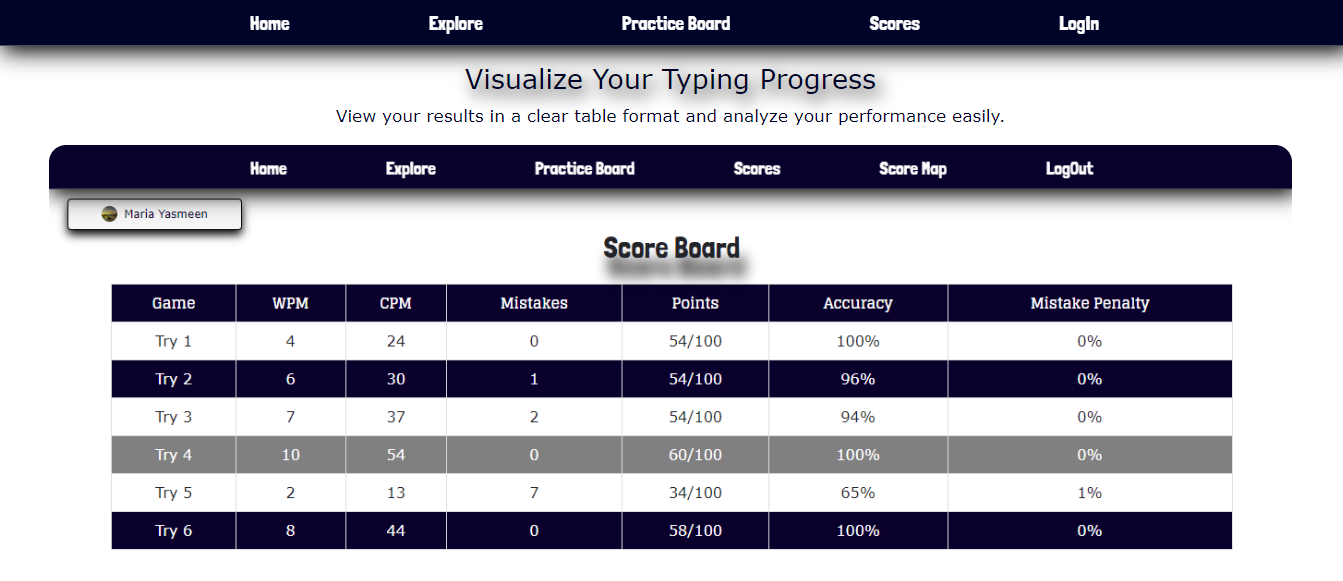 Home Explore Practice Board Scores LogIn
Visualize Your Typing Progress
View your results in a clear table format and analyze your performance easily.
Home Explore Practice Board Scores Score Map LogOut
Maria Yasmeen
Score Board
Game WPM CPM Mistakes Points Accuracy Mistake Penalty
Try 1 4 24 0 54/100 100% 0%
Try 2 6 30 1 54/100 96% 0%
Try 3 7 37 2 54/100 94% 0%
Try 4 10 54 0 60/100 100% 0%
Try 5 2 13 7 34/100 65% 1%
Try 6 8 44 0 58/100 100% 0%